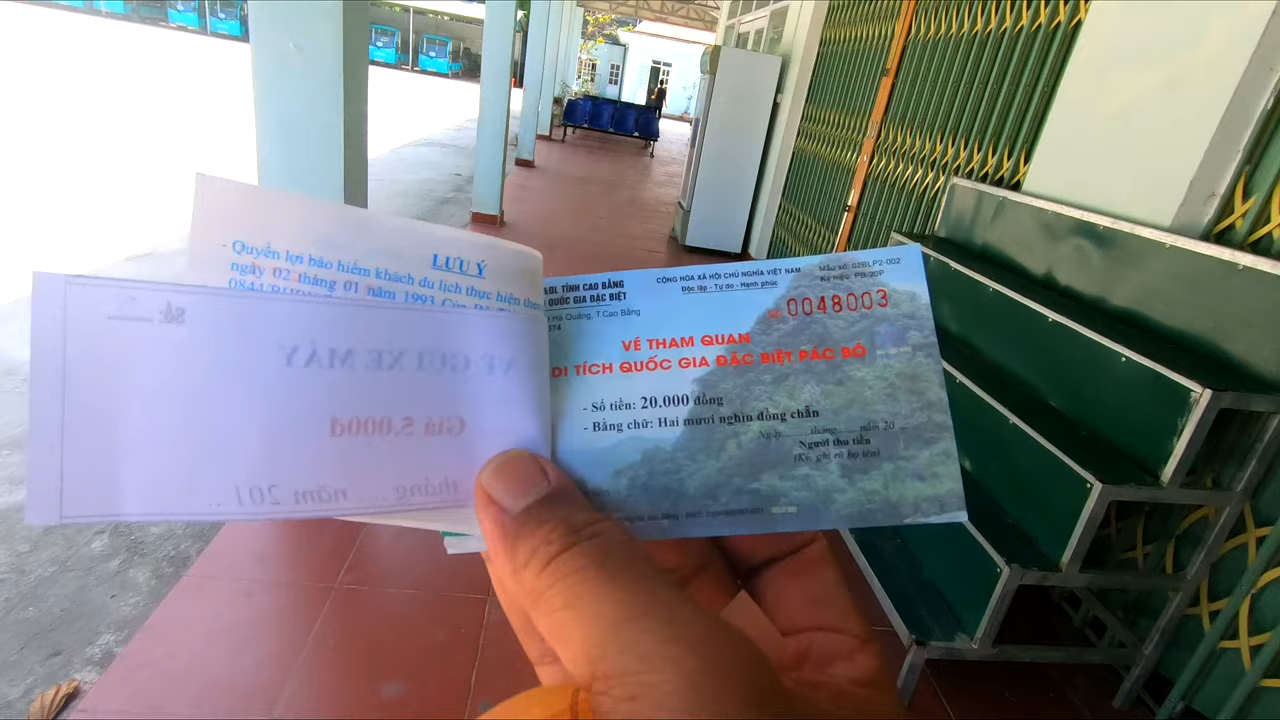 LƯU Ý
- Quyền lợi bảo hiểm khách du lịch thực hiện theo
ngày 02 tháng 01 năm 1993 Của
VÉ GỬI XE MÁY
Giá 5.000đ
tháng .... năm 201 ...
&DL TỈNH CAO BẰNG
QUỐC GIA ĐẶC BIỆT
Hà Quảng, T Cao Bằng
374
CỘNG HÒA XÃ HỘI CHỦ NGHĨA VIỆT NAM
Độc lập - Tự do - Hạnh phúc
Mẫu số: 02BLP2-002
Ký hiệu: PB/20P
Số: 0048003
VÉ THAM QUAN
DI TÍCH QUỐC GIA ĐẶC BIỆT PÁC BÓ
- Số tiền: 20.000 đồng
- Bằng chữ: Hai mươi nghìn đồng chẵn
Ngày ...... tháng ...... năm 20 ....
Người thu tiền
(Ký, ghi rõ họ tên)